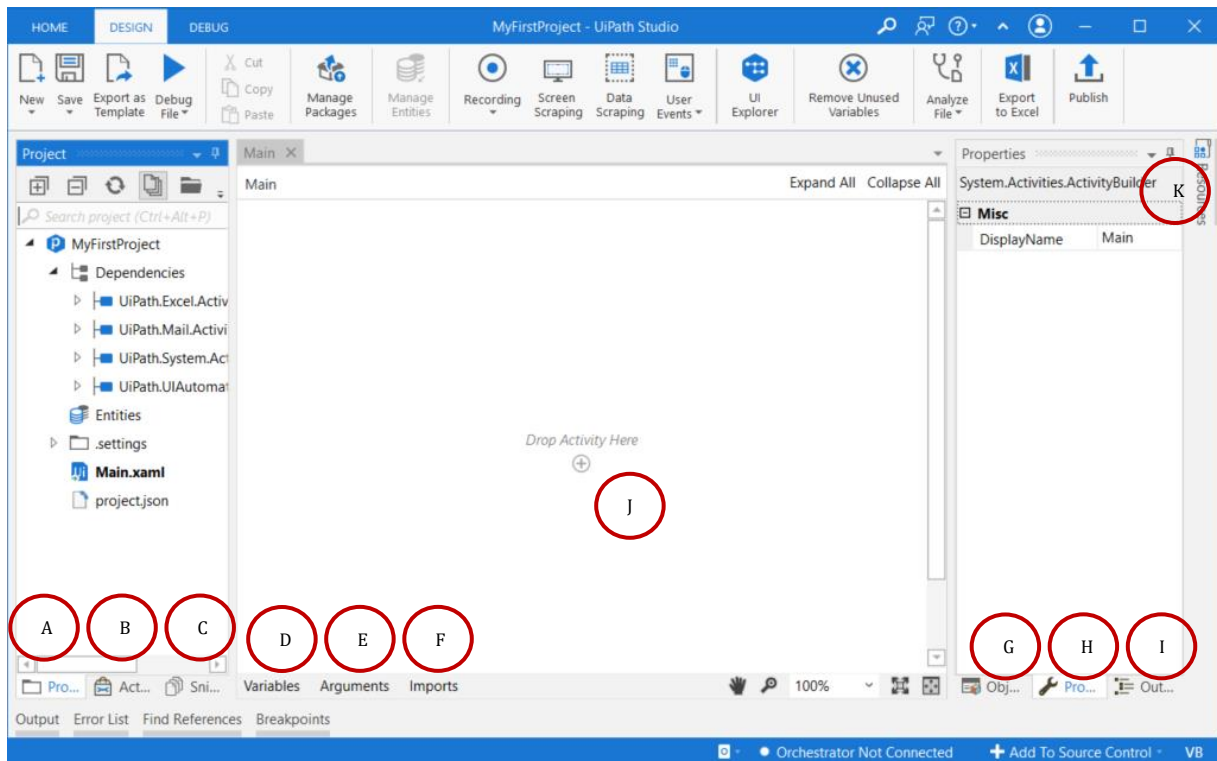 HOME DESIGN DEBUG MyFirstProject - UiPath Studio
New Save Export as Template Debug File Cut Copy Paste Manage Packages Manage Entities Recording Screen Scraping Data Scraping User Events UI Explorer Remove Unused Variables Analyze File Export to Excel Publish
Project
Search project (Ctrl+Alt+P)
MyFirstProject
Dependencies
UiPath.Excel.Activ
UiPath.Mail.Activi
UiPath.System.Act
UiPath.UIAutomat
Entities
.settings
Main.xaml
project.json
A B C
Pro... Act... Sni...
Main
Main Expand All Collapse All
Drop Activity Here
J
D E F
Variables Arguments Imports 100%
Properties
System.Activities.ActivityBuilder
K
Resources
Misc
DisplayName Main
G H I
Obj... Pro... Out...
Output Error List Find References Breakpoints
Orchestrator Not Connected Add To Source Control VB